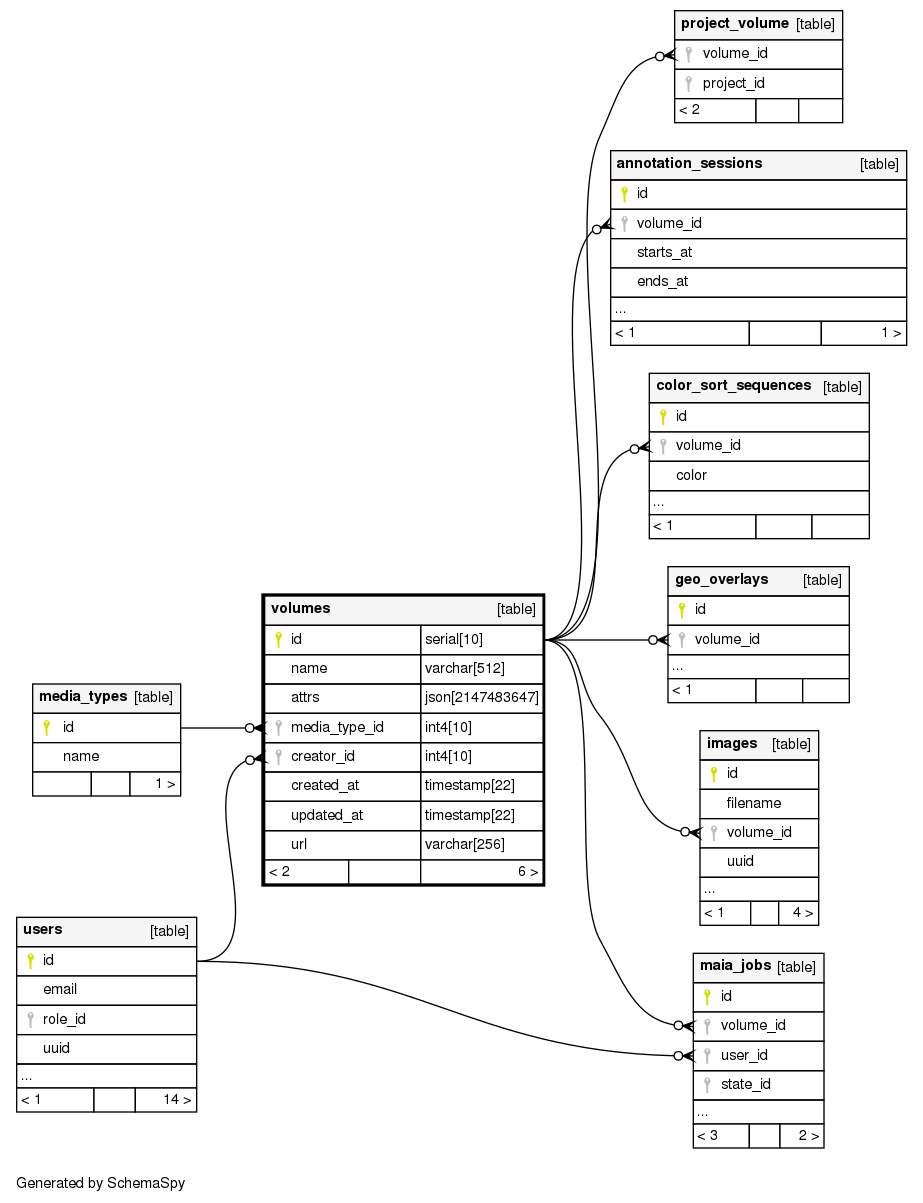 project_volume [table]
volume_id
project_id
< 2
annotation_sessions [table]
id
volume_id
starts_at
ends_at
...
< 1 1 >
color_sort_sequences [table]
id
volume_id
color
...
< 1
geo_overlays [table]
id
volume_id
...
< 1
volumes [table]
id serial[10]
name varchar[512]
attrs json[2147483647]
media_type_id int4[10]
creator_id int4[10]
created_at timestamp[22]
updated_at timestamp[22]
url varchar[256]
< 2 6 >
media_types [table]
id
name
1 >
images [table]
id
filename
volume_id
uuid
...
< 1 4 >
users [table]
id
email
role_id
uuid
...
< 1 14 >
maia_jobs [table]
id
volume_id
user_id
state_id
...
< 3 2 >
Generated by SchemaSpy